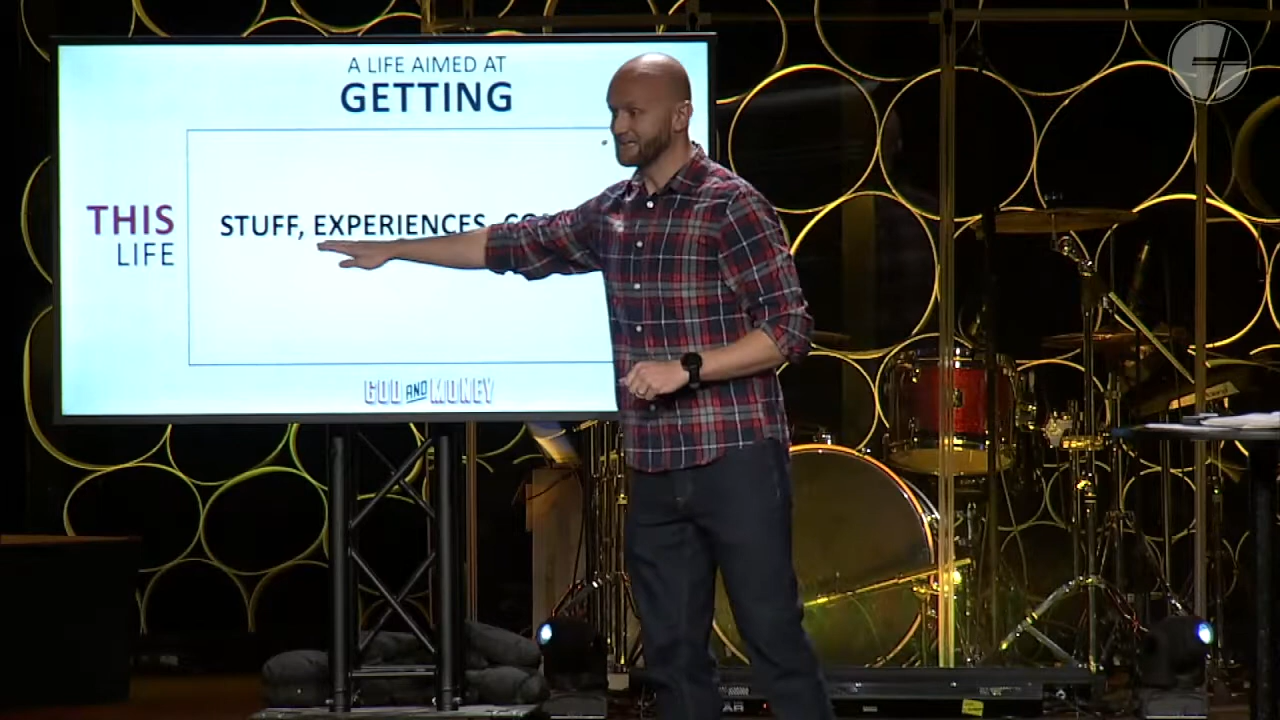 A LIFE AIMED AT
GETTING
THIS
LIFE
STUFF, EXPERIENCES,
GOD AND MONEY